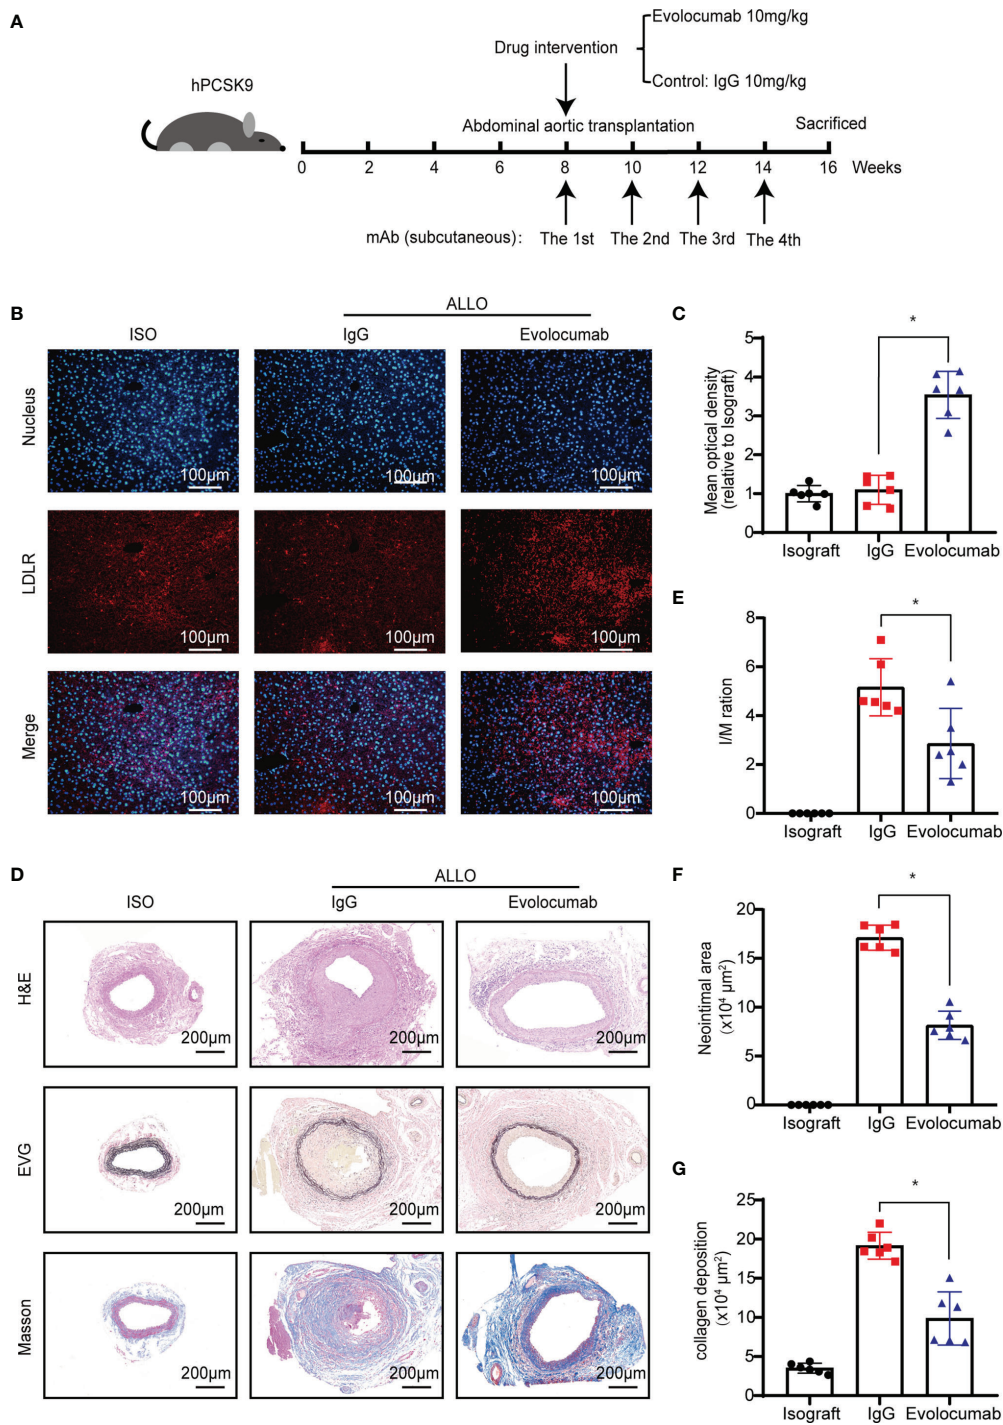 A
Evolocumab 10mg/kg
Drug intervention
Control: IgG 10mg/kg
hPCSK9
Abdominal aortic transplantation
Sacrificed
0 2 4 6 8 10 12 14 16 Weeks
mAb (subcutaneous): The 1st The 2nd The 3rd The 4th
B
ALLO
ISO IgG Evolocumab
Nucleus
100μm 100μm 100μm
LDLR
100μm 100μm 100μm
Merge
100μm 100μm 100μm
C
*
Mean optical density
(relative to Isograft)
5
4
3
2
1
0
Isograft IgG Evolocumab
E
*
I/M ration
8
6
4
2
0
Isograft IgG Evolocumab
D
ALLO
ISO IgG Evolocumab
H&E
200μm 200μm 200μm
EVG
200μm 200μm 200μm
Masson
200μm 200μm 200μm
F
*
Neointimal area
(x10⁴ μm²)
20
15
10
5
0
Isograft IgG Evolocumab
G
*
collagen deposition
(x10⁴ μm²)
25
20
15
10
5
0
Isograft IgG Evolocumab